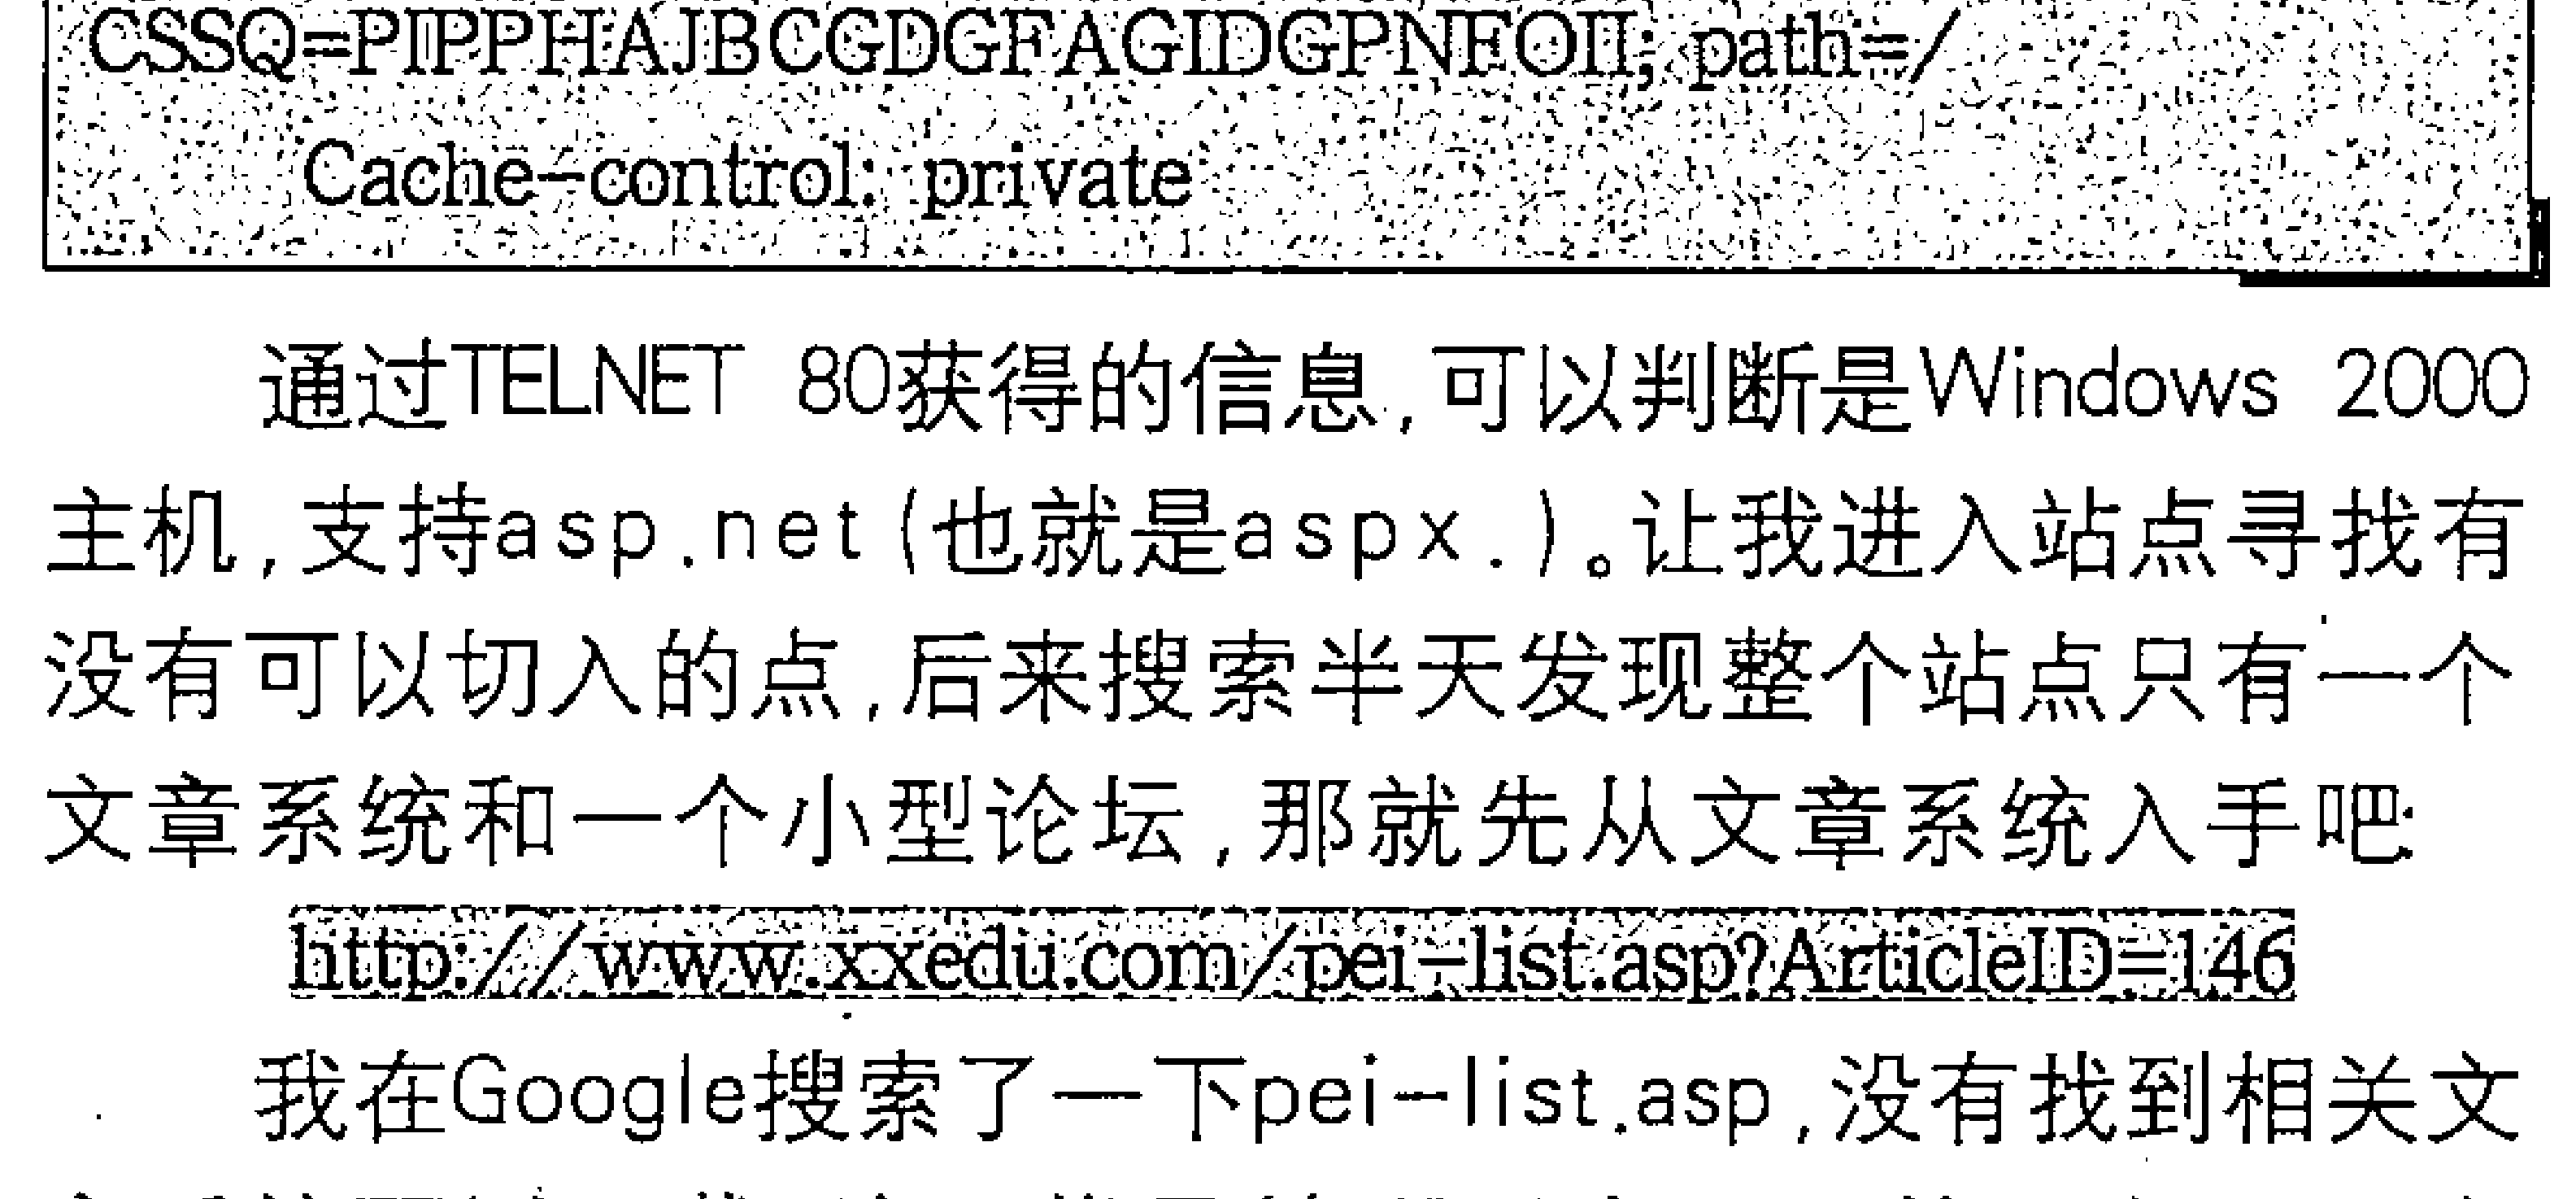 CSSQ=PIPPHAJBCGDGFAGIDGPNFOII; path=/
Cache-control: private
通过TELNET 80获得的信息,可以判断是Windows 2000
主机,支持asp.net(也就是aspx.)。让我进入站点寻找有
没有可以切入的点,后来搜索半天发现整个站点只有一个
文章系统和一个小型论坛,那就先从文章系统入手吧
http://www.xxedu.com/pei-list.asp?ArticleID=146
我在Google搜索了一下pei-list.asp,没有找到相关文